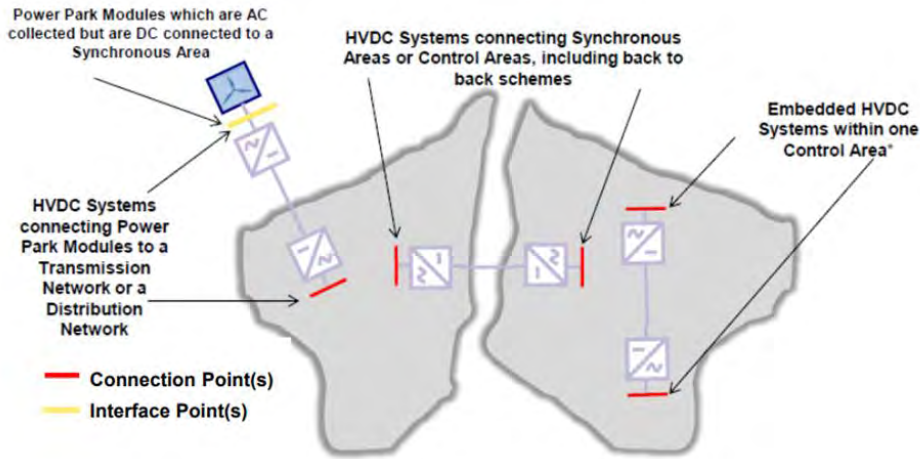 Power Park Modules which are AC
collected but are DC connected to a
Synchronous Area
HVDC Systems connecting Synchronous
Areas or Control Areas, including back to
back schemes
Embedded HVDC
Systems within one
Control Area*
HVDC Systems
connecting Power
Park Modules to a
Transmission
Network or a
Distribution
Network
Connection Point(s)
Interface Point(s)